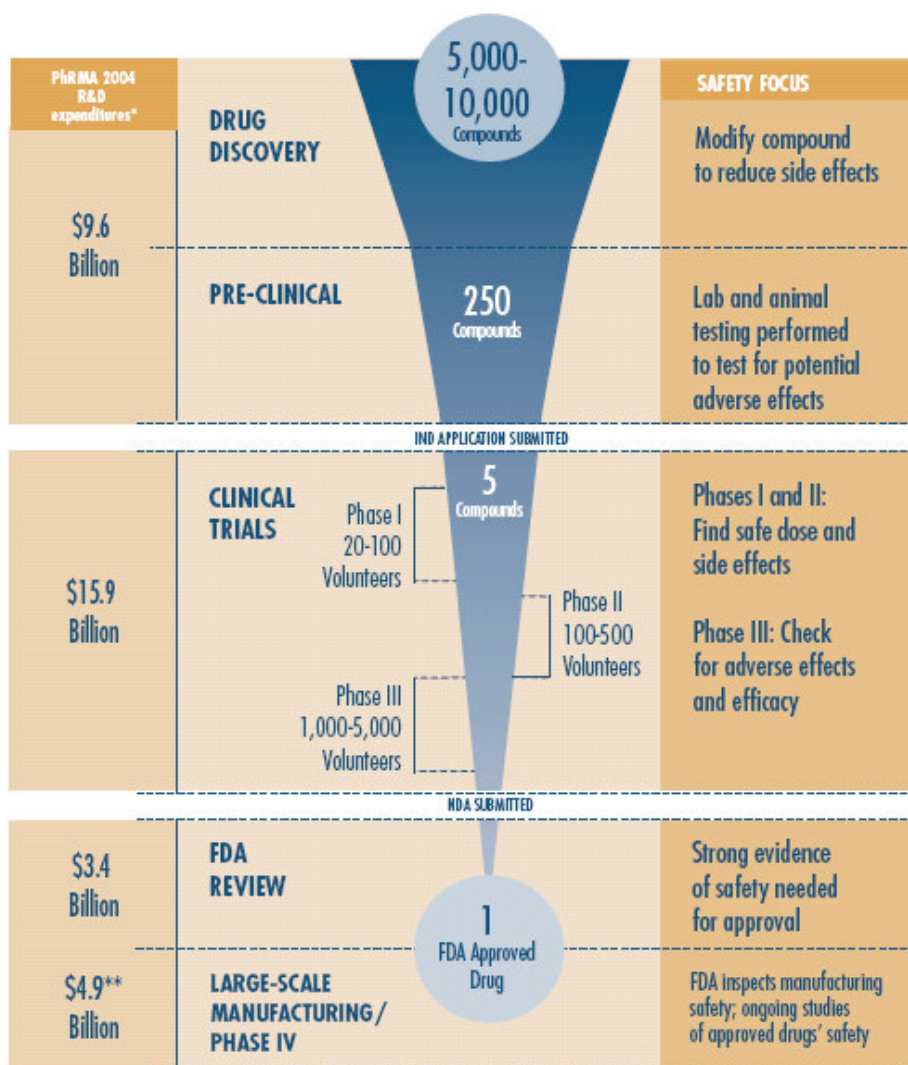 PhRMA 2004
R&D
expenditures*
5,000-
10,000
Compounds
SAFETY FOCUS
DRUG
DISCOVERY
Modify compound
to reduce side effects
$9.6
Billion
PRE-CLINICAL
250
Compounds
Lab and animal
testing performed
to test for potential
adverse effects
IND APPLICATION SUBMITTED
CLINICAL
TRIALS
5
Compounds
Phase I
20-100
Volunteers
Phases I and II:
Find safe dose and
side effects
$15.9
Billion
Phase II
100-500
Volunteers
Phase III: Check
for adverse effects
and efficacy
Phase III
1,000-5,000
Volunteers
NDA SUBMITTED
$3.4
Billion
FDA
REVIEW
Strong evidence
of safety needed
for approval
1
FDA Approved
Drug
$4.9**
Billion
LARGE-SCALE
MANUFACTURING/
PHASE IV
FDA inspects manufacturing
safety; ongoing studies
of approved drugs' safety